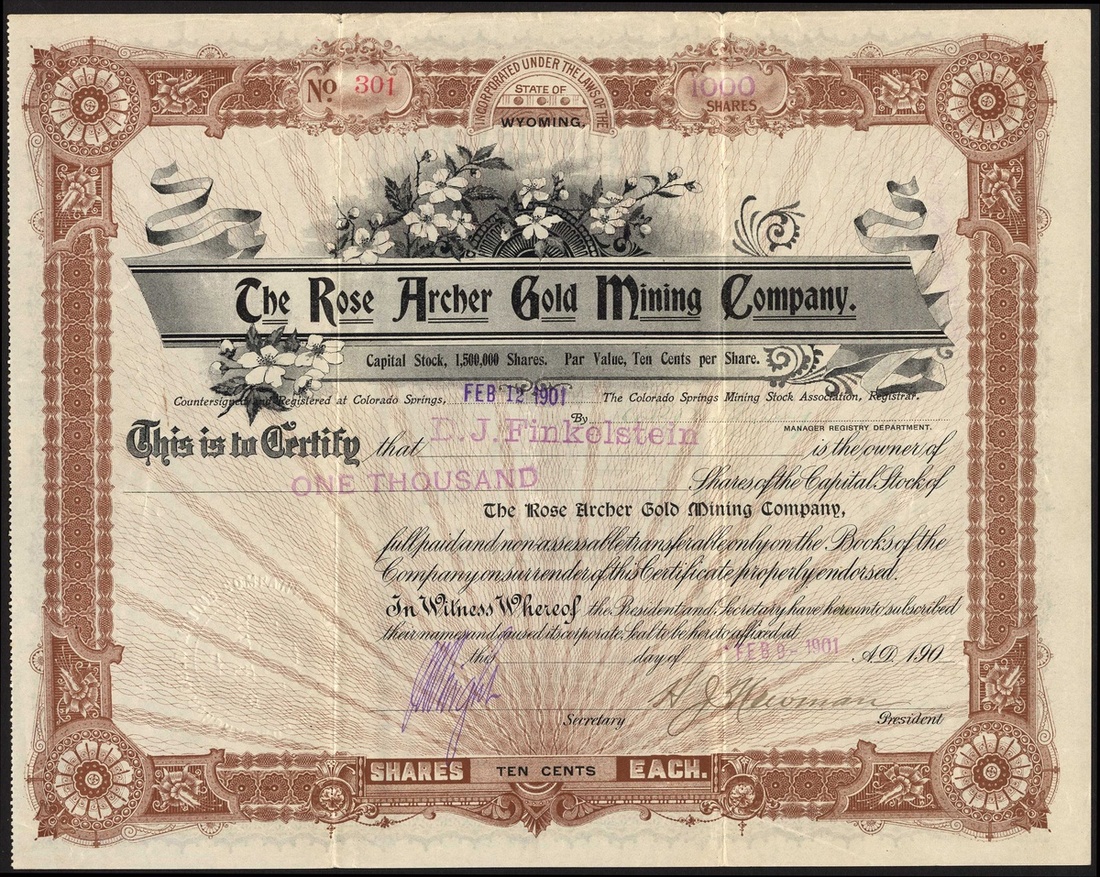 No. 301
INCORPORATED UNDER THE LAWS OF THE
STATE OF
WYOMING.
1000
SHARES
The Rose Archer Gold Mining Company.
Capital Stock, 1,500,000 Shares. Par Value, Ten Cents per Share.
Countersigned and Registered at Colorado Springs, FEB 12 1901 The Colorado Springs Mining Stock Association, Registrar.
By
MANAGER REGISTRY DEPARTMENT.
This is to Certify that D. J. Finkelstein is the owner of
ONE THOUSAND Shares of the Capital Stock of
The Rose Archer Gold Mining Company,
full paid and non-assessable transferable only on the Books of the
Company on surrender of this Certificate properly endorsed.
In Witness Whereof the President and Secretary have hereunto subscribed
their names and caused its corporate Seal to be hereto affixed at
this day of FEB 9- 1901 A.D. 190
Wright H J Newman
Secretary President
SHARES TEN CENTS EACH.